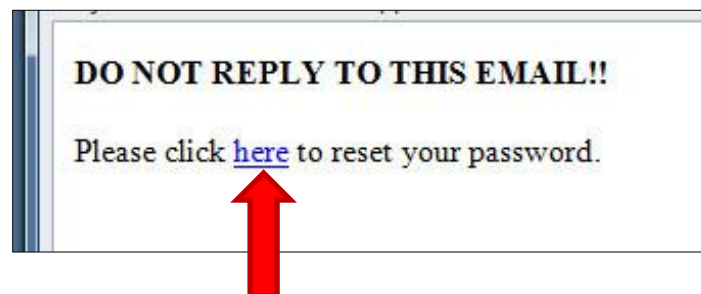 DO NOT REPLY TO THIS EMAIL!!
Please click here to reset your password.